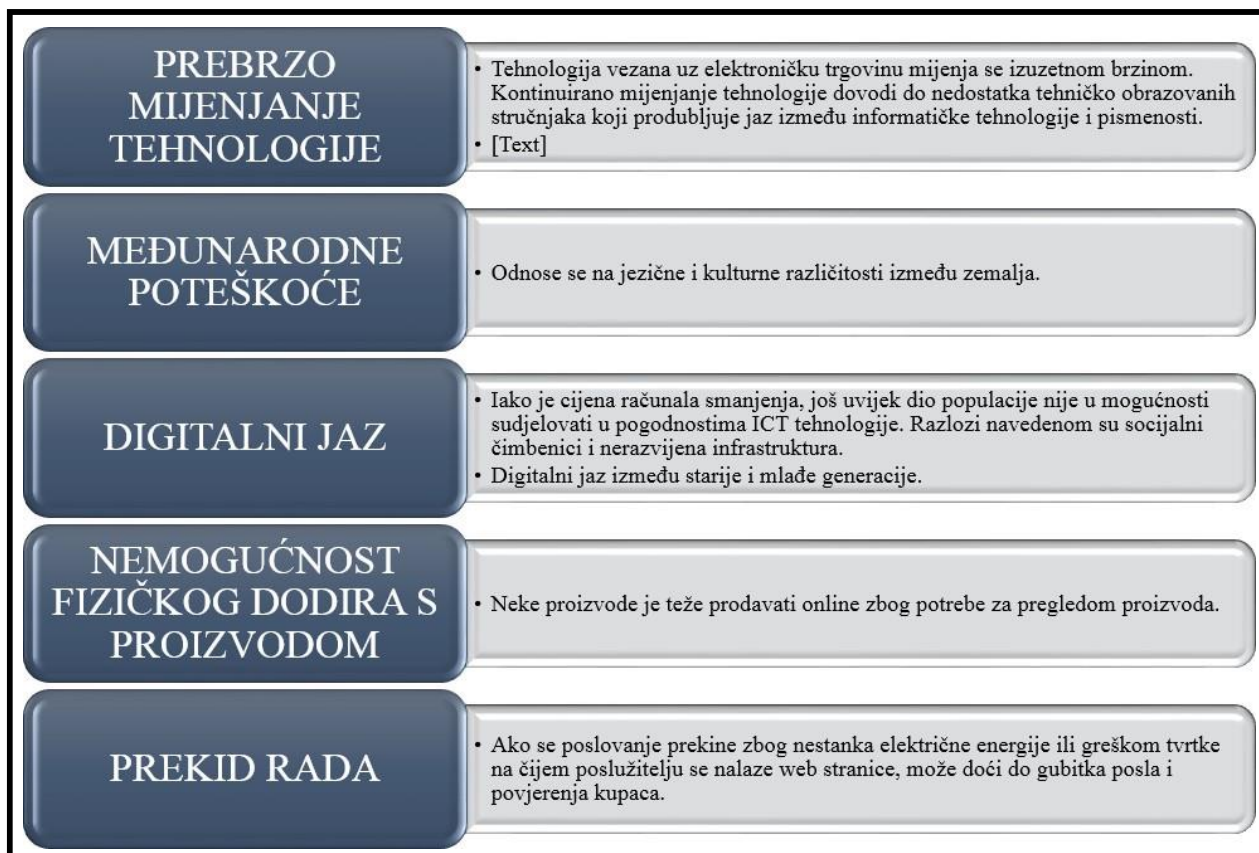 PREBRZO
MIJENJANJE
TEHNOLOGIJE
• Tehnologija vezana uz elektroničku trgovinu mijenja se izuzetnom brzinom.
Kontinuirano mijenjanje tehnologije dovodi do nedostatka tehničko obrazovanih
stručnjaka koji produbljuje jaz između informatičke tehnologije i pismenosti.
• [Text]
MEĐUNARODNE
POTEŠKOĆE
• Odnose se na jezične i kulturne različitosti između zemalja.
DIGITALNI JAZ
• Iako je cijena računala smanjenja, još uvijek dio populacije nije u mogućnosti
sudjelovati u pogodnostima ICT tehnologije. Razlozi navedenom su socijalni
čimbenici i nerazvijena infrastruktura.
• Digitalni jaz između starije i mlađe generacije.
NEMOGUĆNOST
FIZIČKOG DODIRA S
PROIZVODOM
• Neke proizvode je teže prodavati online zbog potrebe za pregledom proizvoda.
PREKID RADA
• Ako se poslovanje prekine zbog nestanka električne energije ili greškom tvrtke
na čijem poslužitelju se nalaze web stranice, može doći do gubitka posla i
povjerenja kupaca.